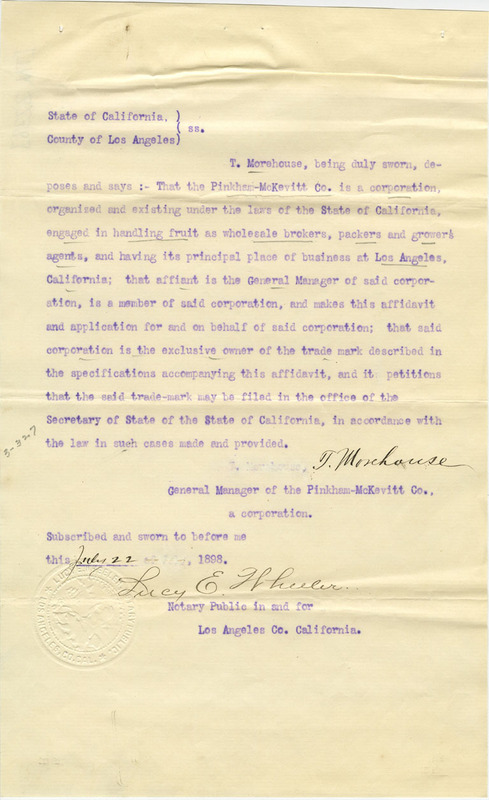 State of California, )
( ss.
County of Los Angeles)
T. Morehouse, being duly sworn, de-
poses and says :- That the Pinkham-McKevitt Co. is a corporation,
organised and existing under the laws of the State of California,
engaged in handling fruit as wholesale brokers, packers and grower's
agents, and having its principal place of business at Los Angeles,
California; that affiant is the General Manager of said corpor-
ation, is a member of said corporation, and makes this affidavit
and application for and on behalf of said corporation; that said
corporation is the exclusive owner of the trade mark described in
the specifications accompanying this affidavit, and it petitions
that the said trade-mark may be filed in the office of the
Secretary of State of the State of California, in accordance with
the law in such cases made and provided.
3-327
T. Morehouse, T. Morehouse
General Manager of the Pinkham-McKevitt Co.,
a corporation.
Subscribed and sworn to before me
this July 22 , 1898.
Lucy E. Wheeler
Notary Public in and for
Los Angeles Co. California.